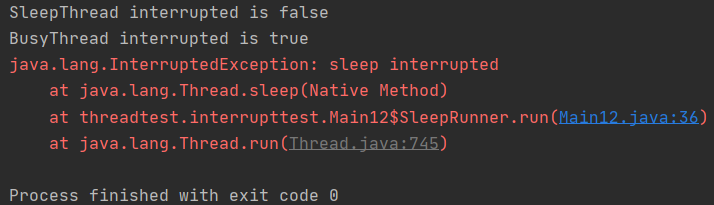 SleepThread interrupted is false
BusyThread interrupted is true
java.lang.InterruptedException: sleep interrupted
    at java.lang.Thread.sleep(Native Method)
    at threadtest.interrupttest.Main12$SleepRunner.run(Main12.java:36)
    at java.lang.Thread.run(Thread.java:745)
Process finished with exit code 0